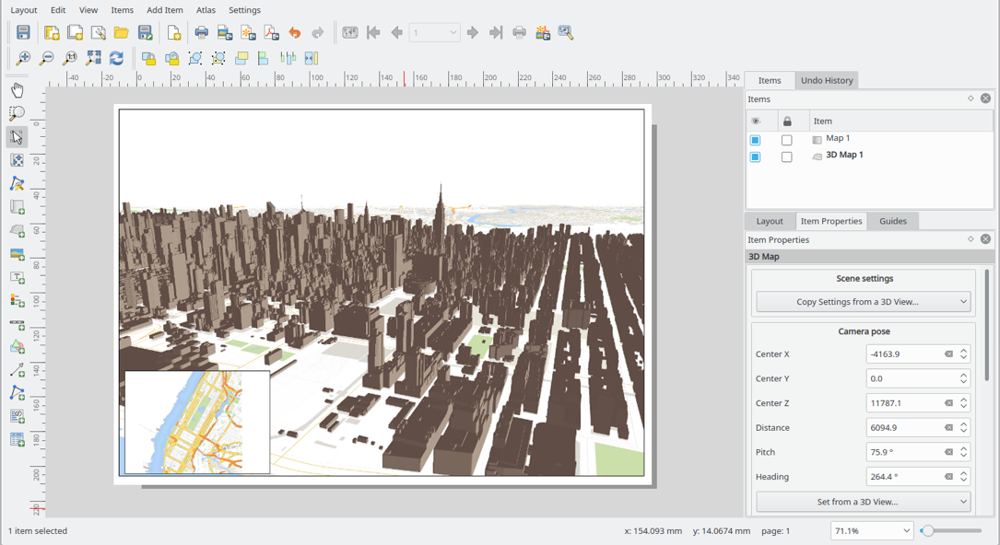 Layout Edit View Items Add Item Atlas Settings
1
-40 -20 0 20 40 60 80 100 120 140 160 180 200 220 240 260 280 300 320 340
0
20
40
60
80
100
120
140
160
180
200
220
Items Undo History
Items
Item
Map 1
3D Map 1
Layout Item Properties Guides
Item Properties
3D Map
Scene settings
Copy Settings from a 3D View...
Camera pose
Center X -4163.9
Center Y 0.0
Center Z 11787.1
Distance 6094.9
Pitch 75.9 °
Heading 264.4 °
Set from a 3D View...
1 item selected x: 154.093 mm y: 14.0674 mm page: 1 71.1%